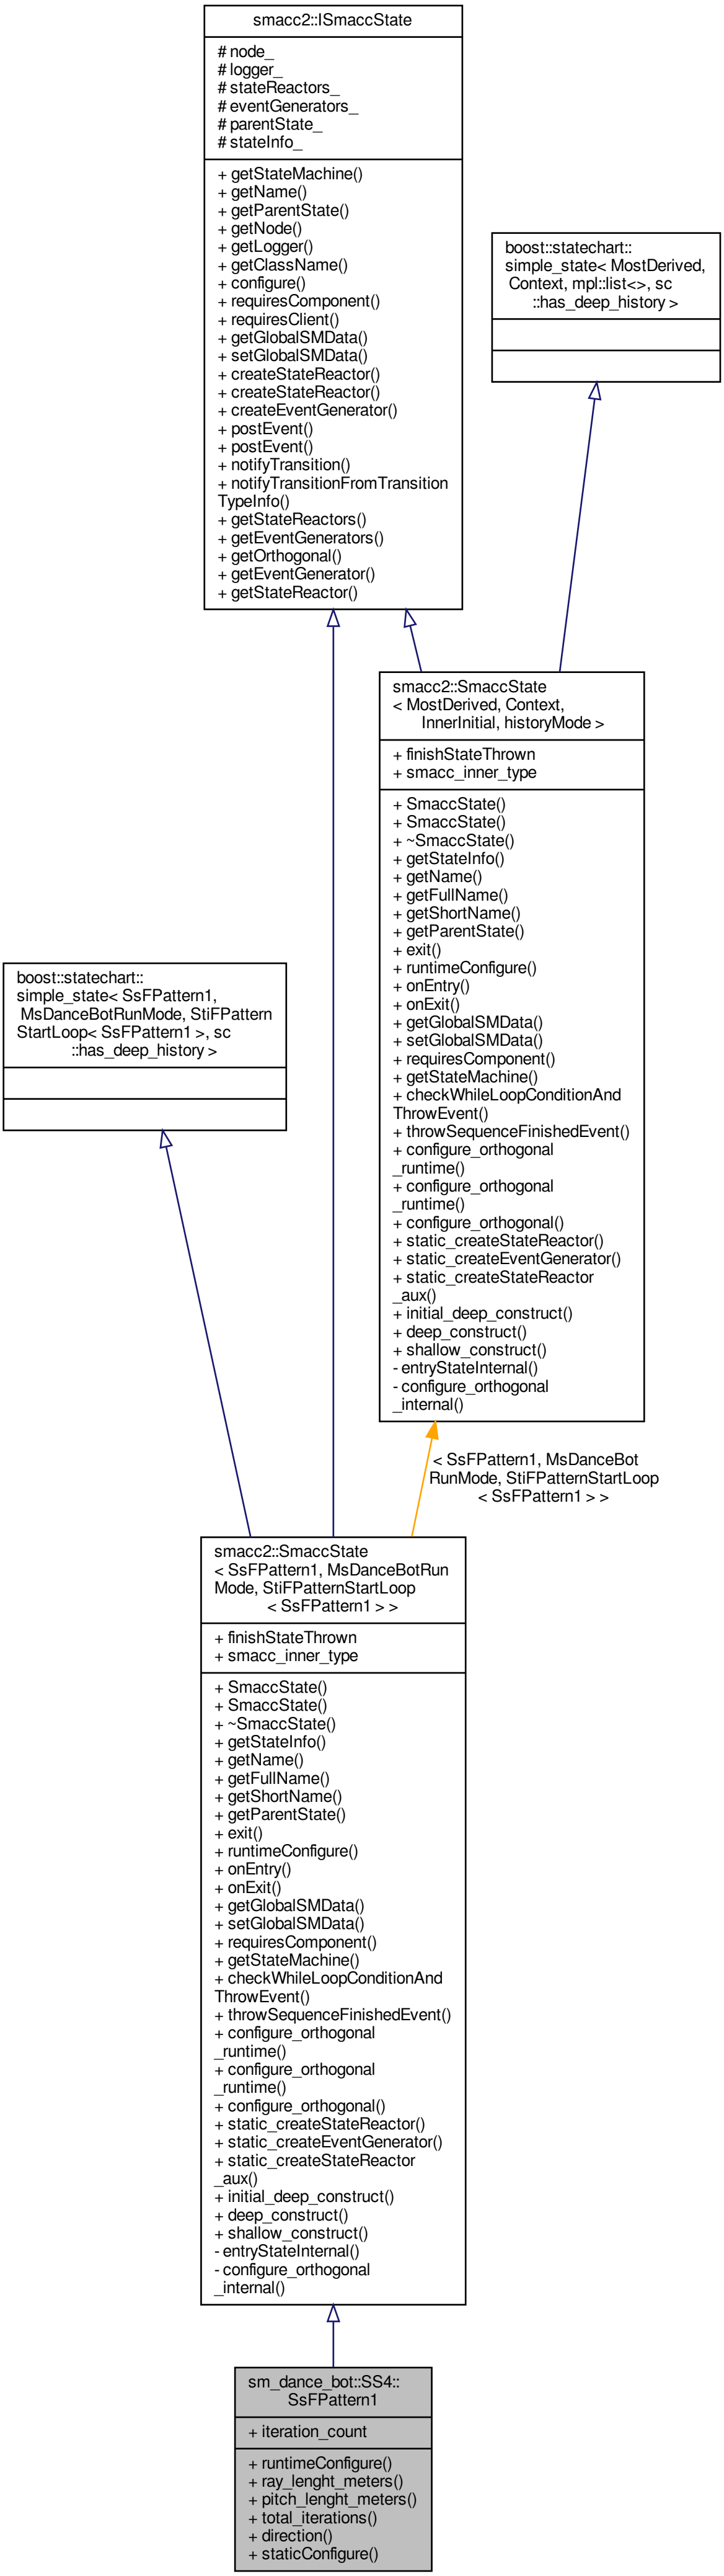 smacc2::ISmaccState
# node_
# logger_
# stateReactors_
# eventGenerators_
# parentState_
# stateInfo_
+ getStateMachine()
+ getName()
+ getParentState()
+ getNode()
+ getLogger()
+ getClassName()
+ configure()
+ requiresComponent()
+ requiresClient()
+ getGlobalSMData()
+ setGlobalSMData()
+ createStateReactor()
+ createStateReactor()
+ createEventGenerator()
+ postEvent()
+ postEvent()
+ notifyTransition()
+ notifyTransitionFromTransition
TypeInfo()
+ getStateReactors()
+ getEventGenerators()
+ getOrthogonal()
+ getEventGenerator()
+ getStateReactor()
boost::statechart::
simple_state< MostDerived,
Context, mpl::list<>, sc
::has_deep_history >
smacc2::SmaccState
< MostDerived, Context,
InnerInitial, historyMode >
+ finishStateThrown
+ smacc_inner_type
+ SmaccState()
+ SmaccState()
+ ~SmaccState()
+ getStateInfo()
+ getName()
+ getFullName()
+ getShortName()
+ getParentState()
+ exit()
+ runtimeConfigure()
+ onEntry()
+ onExit()
+ getGlobalSMData()
+ setGlobalSMData()
+ requiresComponent()
+ getStateMachine()
+ checkWhileLoopConditionAnd
ThrowEvent()
+ throwSequenceFinishedEvent()
+ configure_orthogonal
_runtime()
+ configure_orthogonal
_runtime()
+ configure_orthogonal()
+ static_createStateReactor()
+ static_createEventGenerator()
+ static_createStateReactor
_aux()
+ initial_deep_construct()
+ deep_construct()
+ shallow_construct()
- entryStateInternal()
- configure_orthogonal
_internal()
boost::statechart::
simple_state< SsFPattern1,
MsDanceBotRunMode, StiFPattern
StartLoop< SsFPattern1 >, sc
::has_deep_history >
< SsFPattern1, MsDanceBot
RunMode, StiFPatternStartLoop
< SsFPattern1 > >
smacc2::SmaccState
< SsFPattern1, MsDanceBotRun
Mode, StiFPatternStartLoop
< SsFPattern1 > >
+ finishStateThrown
+ smacc_inner_type
+ SmaccState()
+ SmaccState()
+ ~SmaccState()
+ getStateInfo()
+ getName()
+ getFullName()
+ getShortName()
+ getParentState()
+ exit()
+ runtimeConfigure()
+ onEntry()
+ onExit()
+ getGlobalSMData()
+ setGlobalSMData()
+ requiresComponent()
+ getStateMachine()
+ checkWhileLoopConditionAnd
ThrowEvent()
+ throwSequenceFinishedEvent()
+ configure_orthogonal
_runtime()
+ configure_orthogonal
_runtime()
+ configure_orthogonal()
+ static_createStateReactor()
+ static_createEventGenerator()
+ static_createStateReactor
_aux()
+ initial_deep_construct()
+ deep_construct()
+ shallow_construct()
- entryStateInternal()
- configure_orthogonal
_internal()
sm_dance_bot::SS4::
SsFPattern1
+ iteration_count
+ runtimeConfigure()
+ ray_lenght_meters()
+ pitch_lenght_meters()
+ total_iterations()
+ direction()
+ staticConfigure()